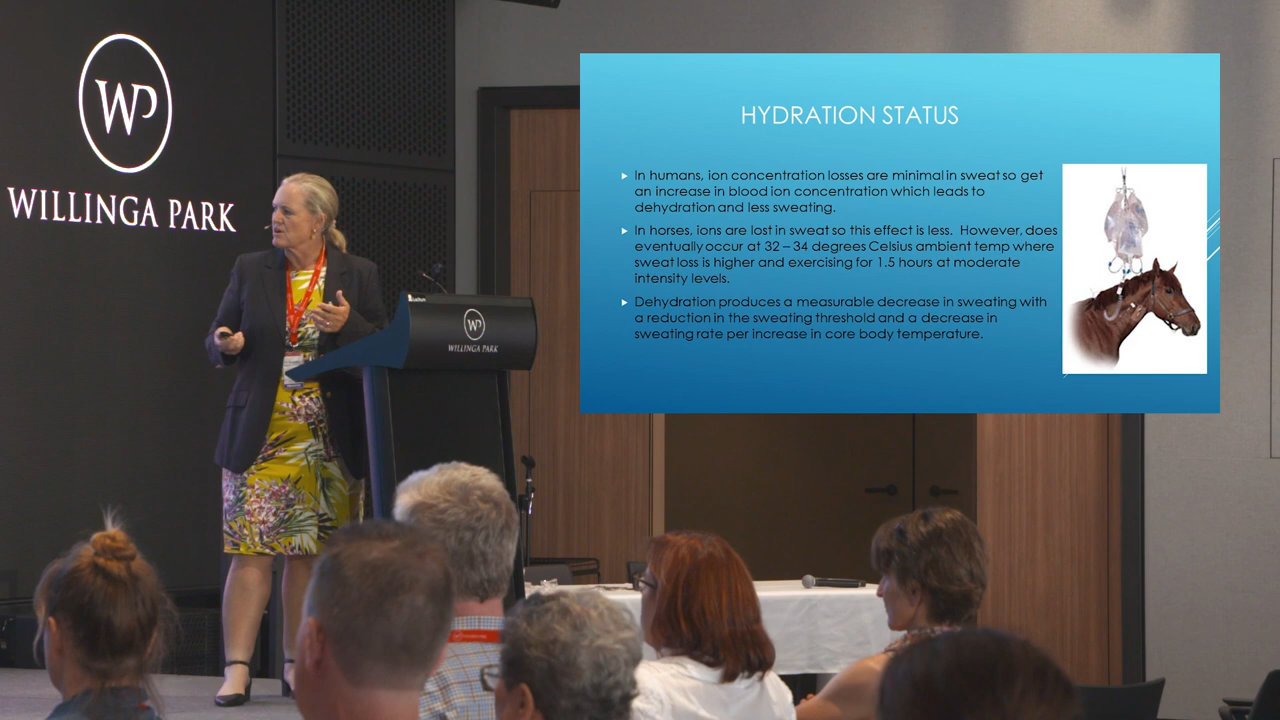 WP
WILLINGA PARK
WP
WILLINGA PARK
HYDRATION STATUS
In humans, ion concentration losses are minimal in sweat so get
an increase in blood ion concentration which leads to
dehydration and less sweating.
In horses, ions are lost in sweat so this effect is less. However, does
eventually occur at 32 – 34 degrees Celsius ambient temp where
sweat loss is higher and exercising for 1.5 hours at moderate
intensity levels.
Dehydration produces a measurable decrease in sweating with
a reduction in the sweating threshold and a decrease in
sweating rate per increase in core body temperature.